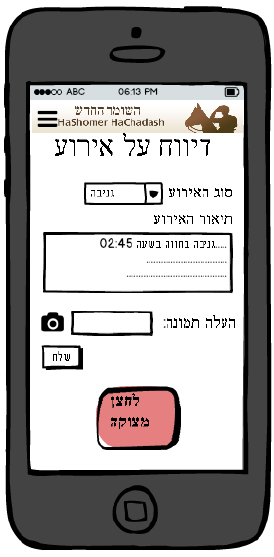 ABC 06:13 PM
השומר החדש
HaShomer HaChadash
דיווח על אירוע
סוג האירוע
גניבה
תיאור האירוע
גניבה בחווה בשעה 02:45.....
העלה תמונה:
שלח
לחצן
מצוקה